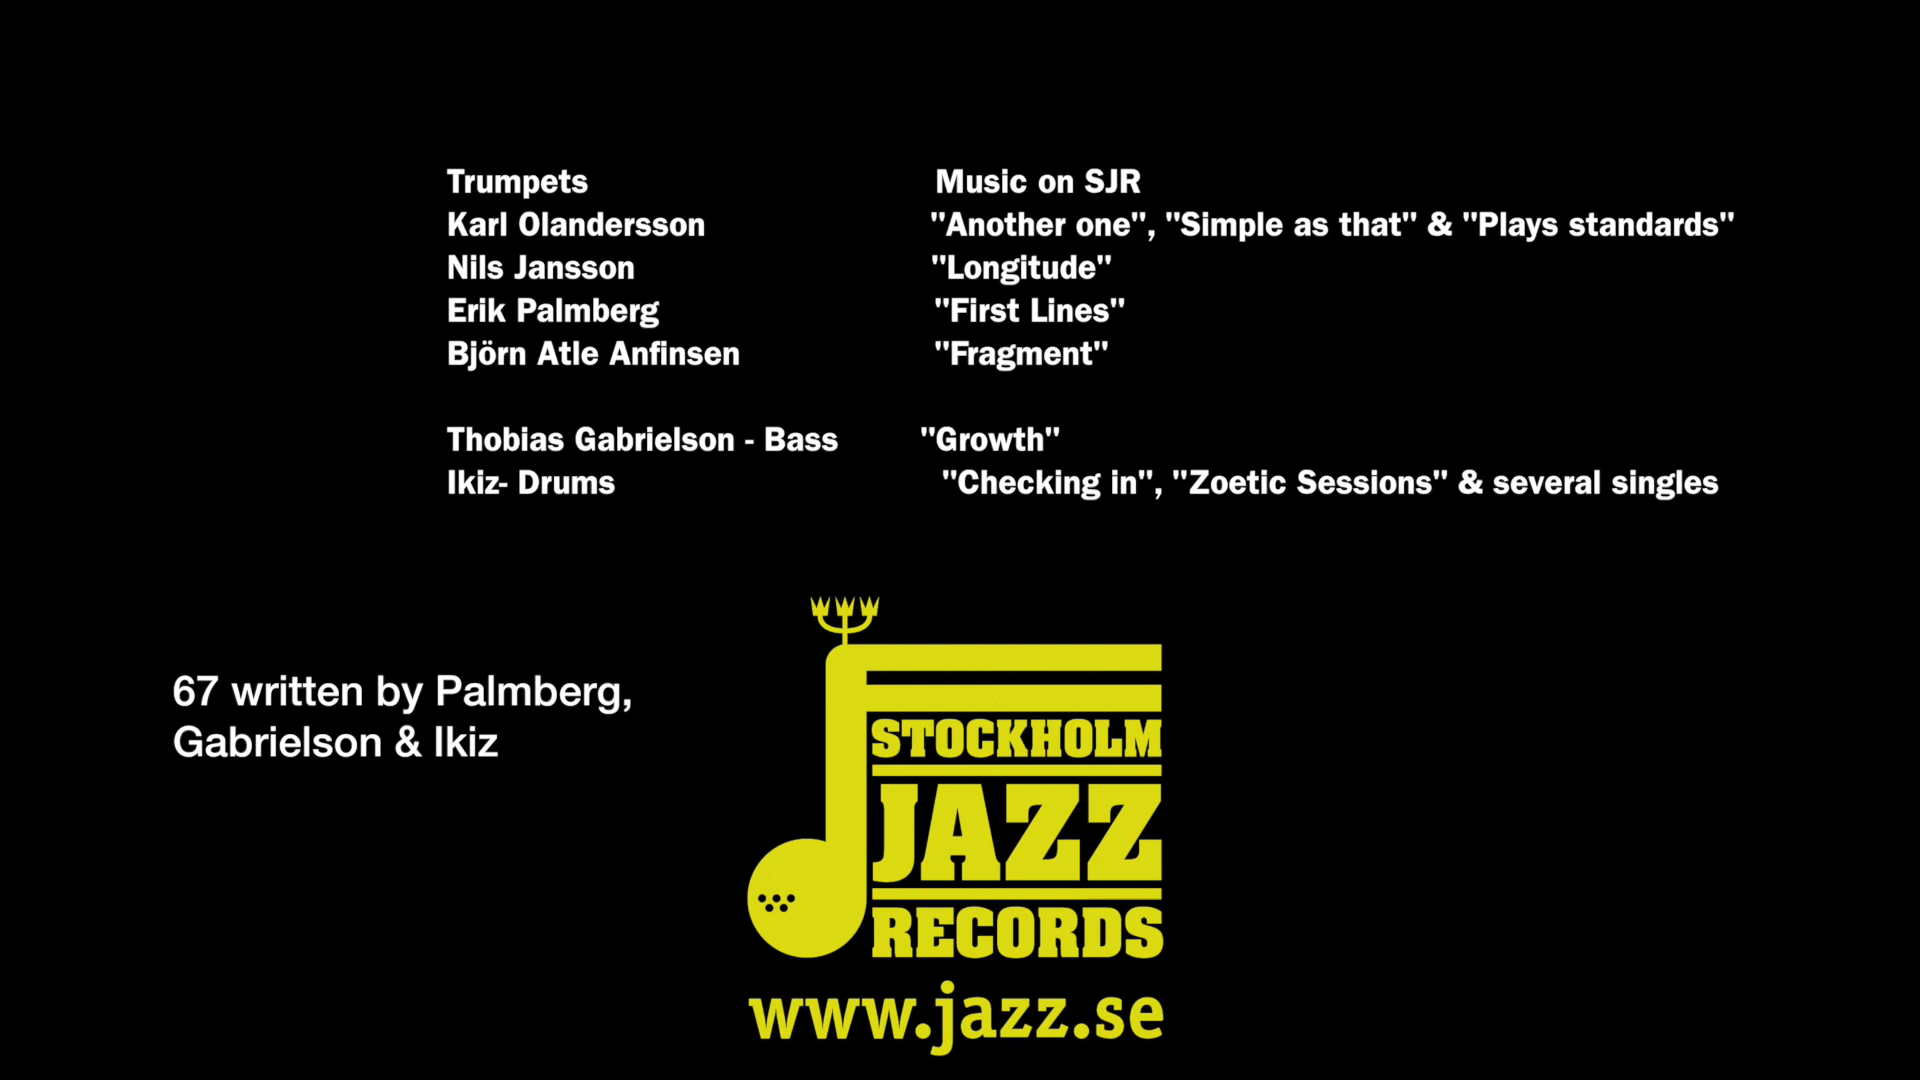 Trumpets Music on SJR
Karl Olandersson "Another one", "Simple as that" & "Plays standards"
Nils Jansson "Longitude"
Erik Palmberg "First Lines"
Björn Atle Anfinsen "Fragment"
Thobias Gabrielson - Bass "Growth"
Ikiz- Drums "Checking in", "Zoetic Sessions" & several singles
67 written by Palmberg,
Gabrielson & Ikiz
STOCKHOLM
JAZZ
RECORDS
www.jazz.se